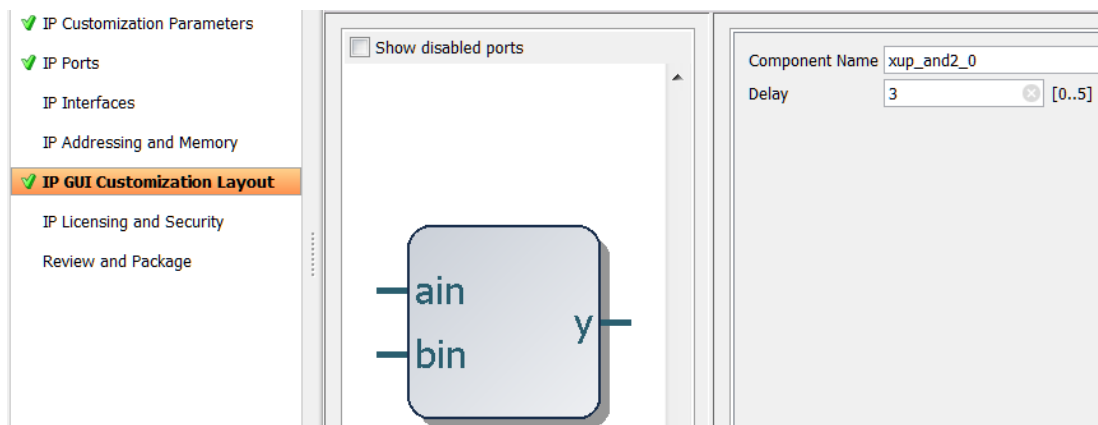 IP Customization Parameters
IP Ports
IP Interfaces
IP Addressing and Memory
IP GUI Customization Layout
IP Licensing and Security
Review and Package
Show disabled ports
ain
bin
y
Component Name xup_and2_0
Delay 3 [0..5]